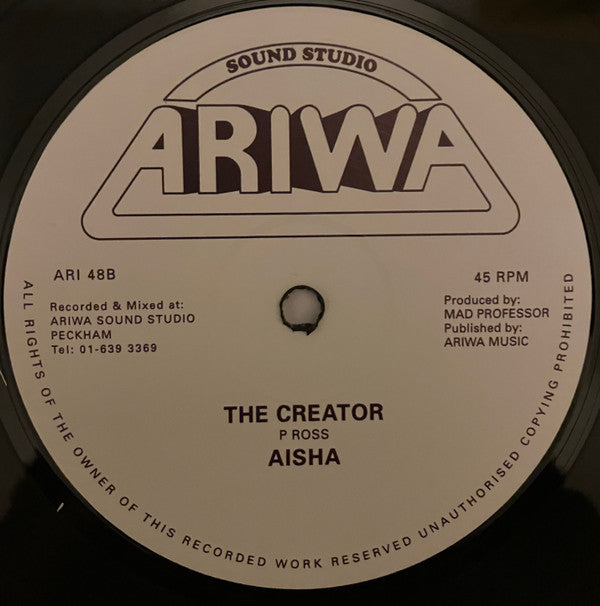 SOUND STUDIO
ARIWA
ARI 48B
45 RPM
Recorded & Mixed at:
ARIWA SOUND STUDIO
PECKHAM
Tel: 01-639 3369
Produced by:
MAD PROFESSOR
Published by:
ARIWA MUSIC
THE CREATOR
P ROSS
AISHA
ALL RIGHTS OF THE OWNER OF THIS RECORDED WORK RESERVED UNAUTHORISED COPYING PROHIBITED